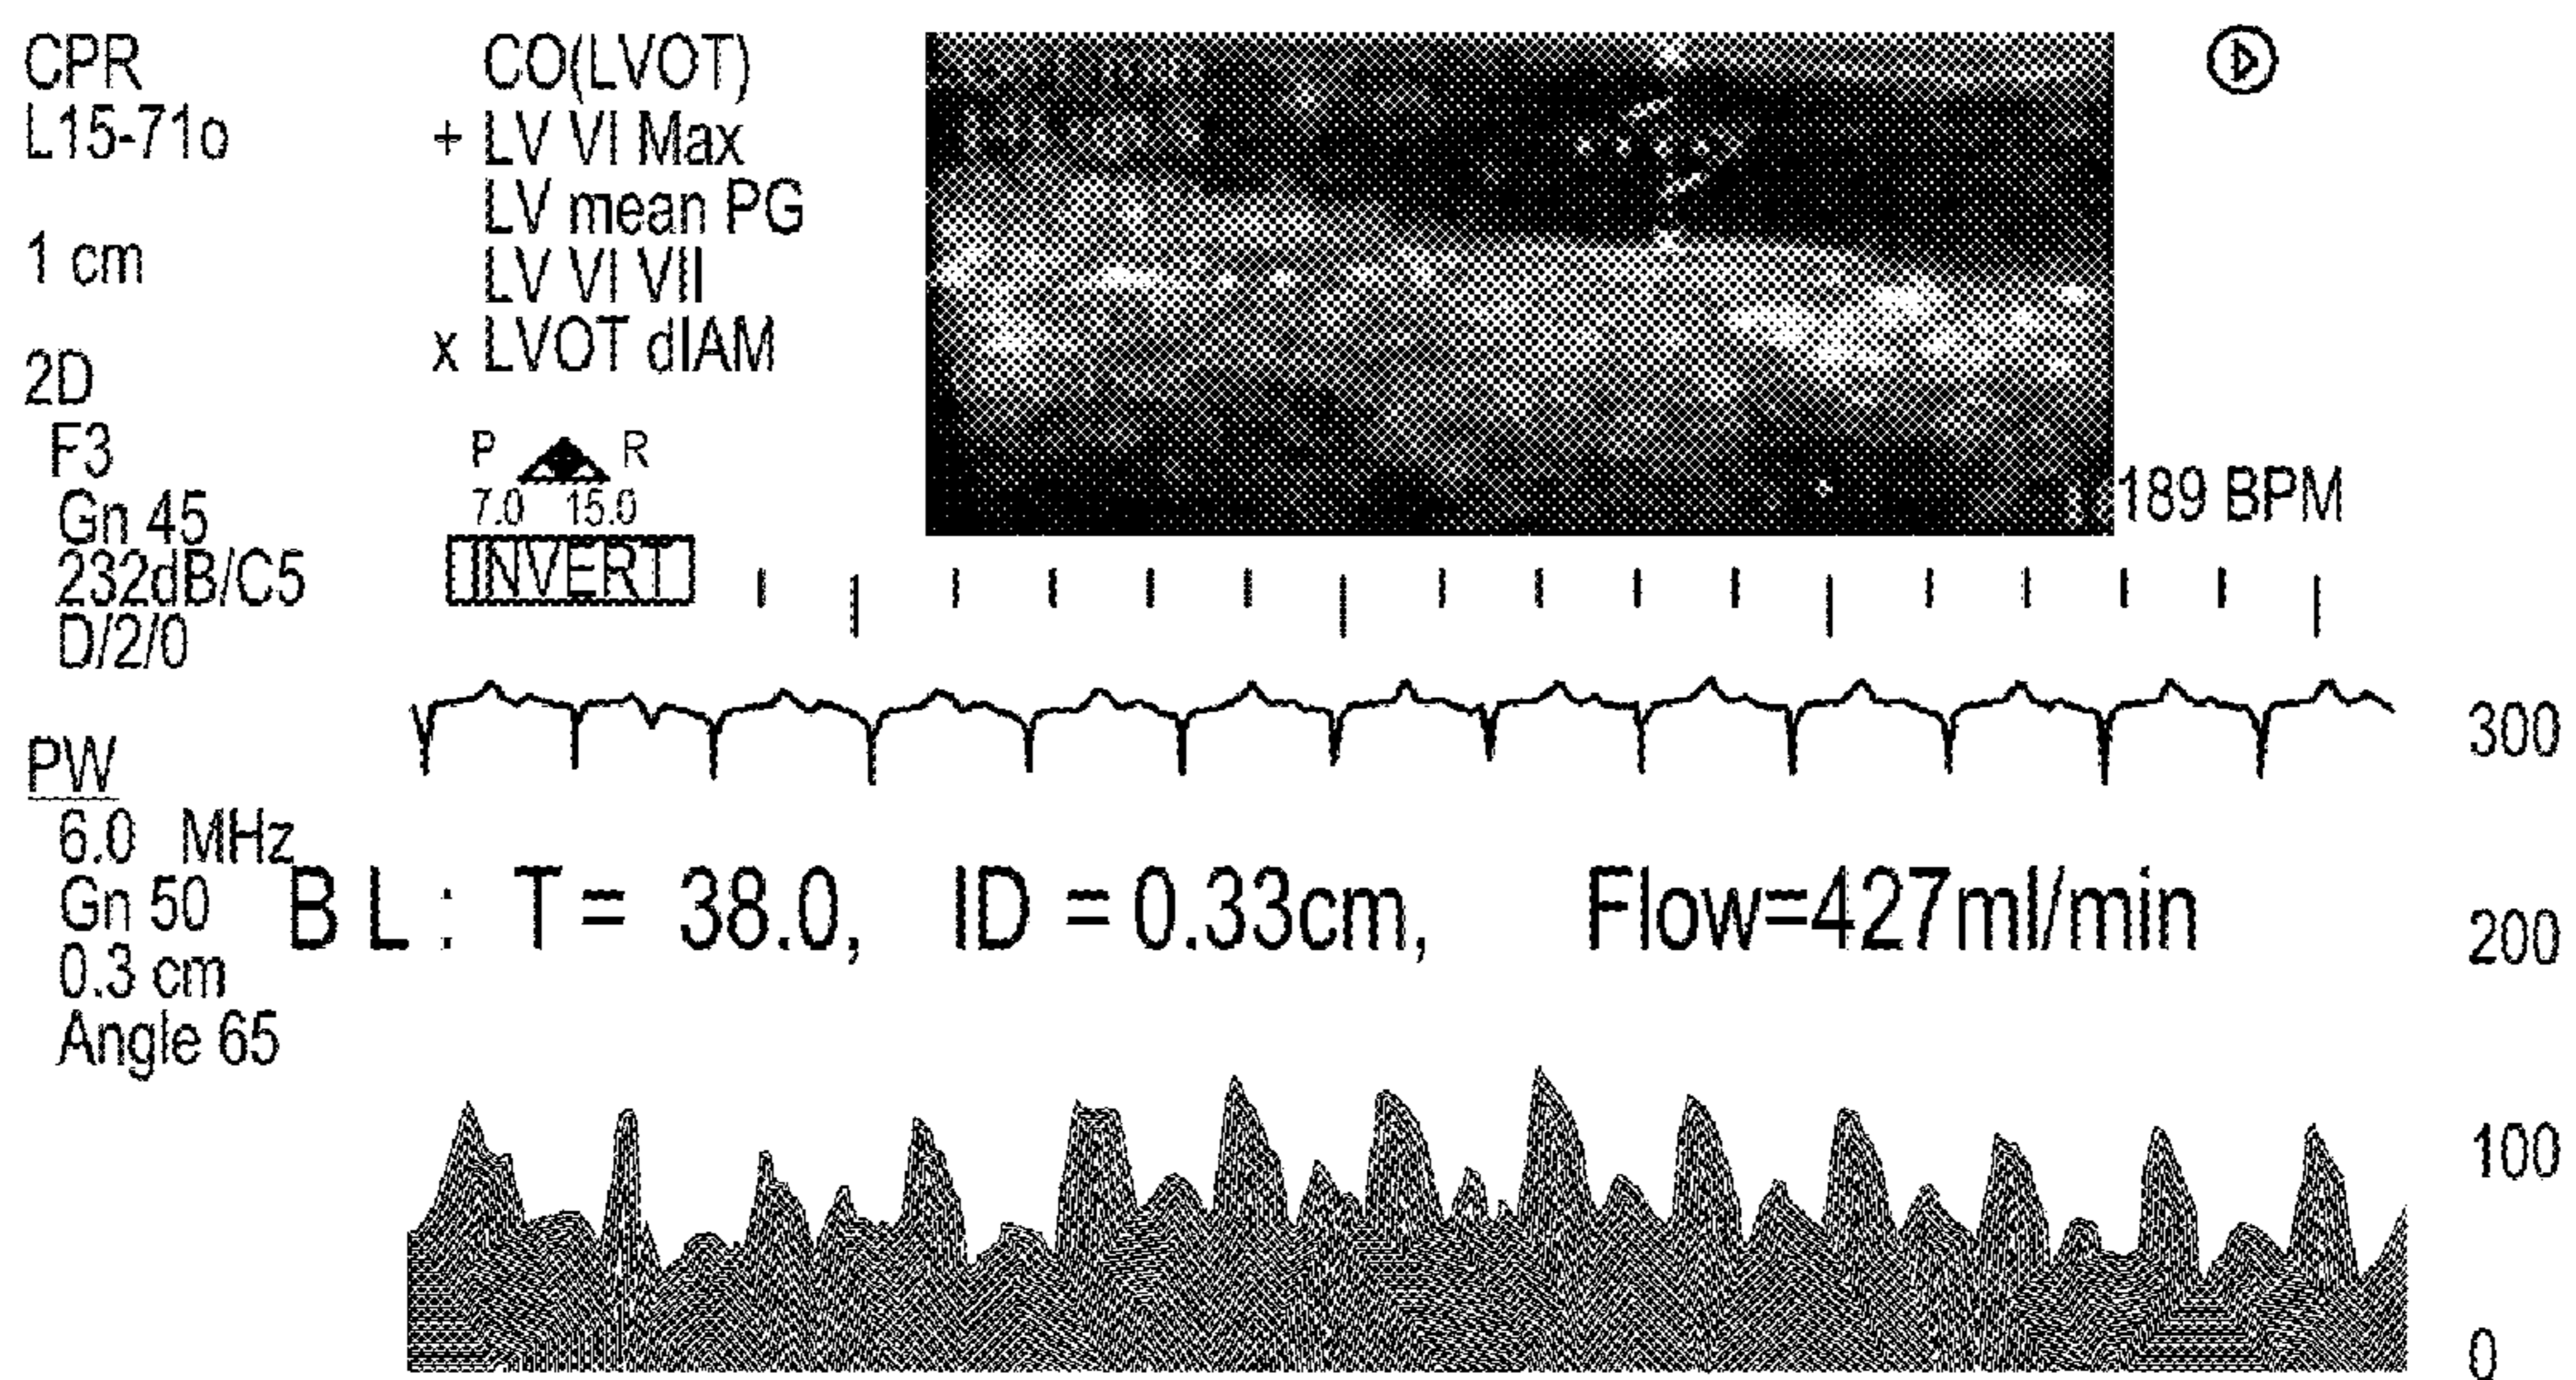 CPR
L15-71o
1 cm
2D
F3
Gn 45
232dB/C5
D/2/0
PW
6.0 MHz
Gn 50
0.3 cm
Angle 65
CO(LVOT)
+ LV VI Max
LV mean PG
LV VI VII
x LVOT dIAM
P R
7.0 15.0
INVERT
189 BPM
BL: T= 38.0, ID = 0.33cm, Flow=427ml/min
300
200
100
0